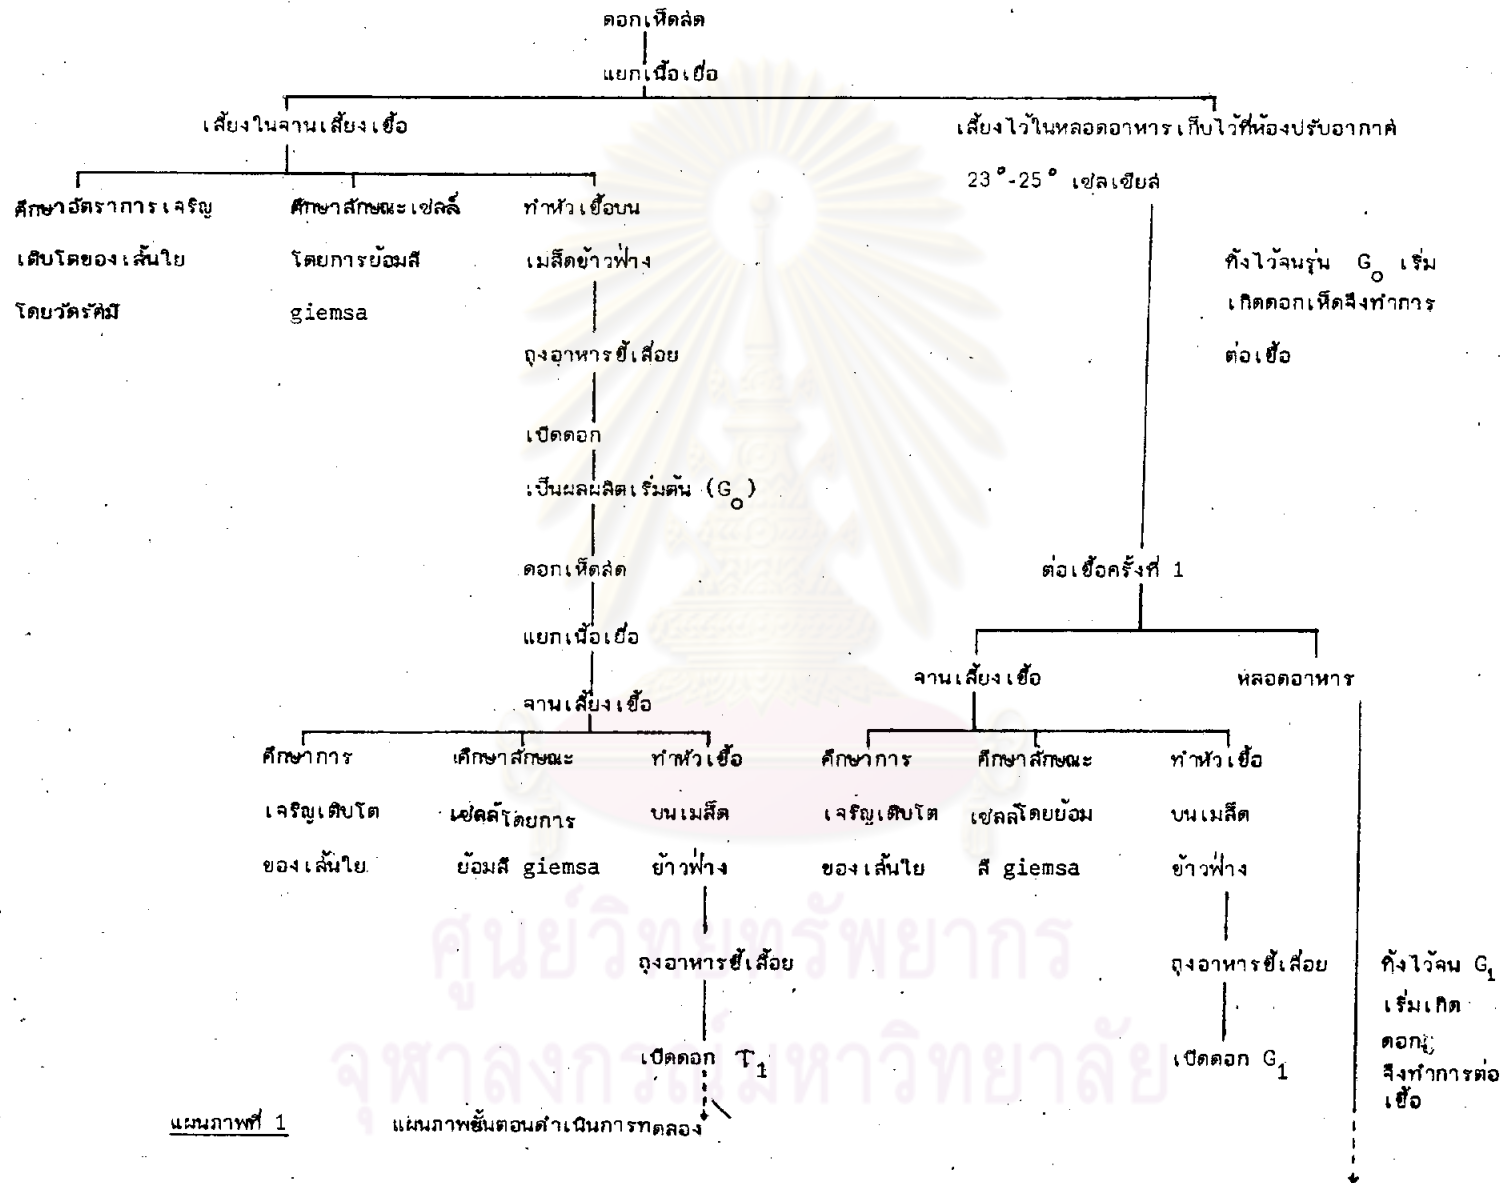 ดอกเห็ดสด
แยกเนื้อเยื่อ
เลี้ยงในจานเลี้ยงเชื้อ
เลี้ยงไว้ในหลอดอาหารเก็บไว้ที่ห้องปรับอากาศ
23°-25° เซลเซียส
ศึกษาอัตราการเจริญ
เติบโตของเส้นใย
โดยวัดรัศมี
ศึกษาลักษณะเซลล์
โดยการย้อมสี
giemsa
ทำหัวเชื้อบน
เมล็ดข้าวฟ่าง
ถุงอาหารขี้เลื่อย
เปิดดอก
เป็นผลผลิตเริ่มต้น (G₀)
ดอกเห็ดสด
แยกเนื้อเยื่อ
จานเลี้ยงเชื้อ
ทิ้งไว้จนรุ่น G₀ เริ่ม
เกิดดอกเห็ดจึงทำการ
ต่อเชื้อ
ต่อเชื้อครั้งที่ 1
จานเลี้ยงเชื้อ
หลอดอาหาร
ศึกษาการ
เจริญเติบโต
ของเส้นใย
ศึกษาลักษณะ
เซลล์โดยการ
ย้อมสี giemsa
ทำหัวเชื้อ
บนเมล็ด
ข้าวฟ่าง
ถุงอาหารขี้เลื่อย
เปิดดอก T₁
ศึกษาการ
เจริญเติบโต
ของเส้นใย
ศึกษาลักษณะ
เซลล์โดยย้อม
สี giemsa
ทำหัวเชื้อ
บนเมล็ด
ข้าวฟ่าง
ถุงอาหารขี้เลื่อย
เปิดดอก G₁
ทิ้งไว้จน G₁
เริ่มเกิด
ดอก
จึงทำการต่อ
เชื้อ
แผนภาพที่ 1 แผนภาพขั้นตอนดำเนินการทดลอง
ศูนย์วิทยทรัพยากร
จุฬาลงกรณ์มหาวิทยาลัย